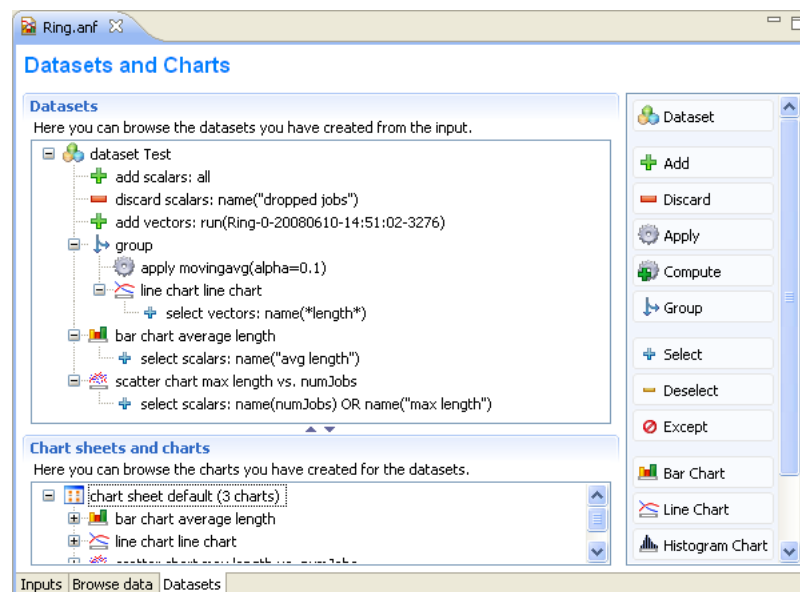 Ring.anf
Datasets and Charts
Datasets
Here you can browse the datasets you have created from the input.
dataset Test
add scalars: all
discard scalars: name("dropped jobs")
add vectors: run(Ring-0-20080610-14:51:02-3276)
group
apply movingavg(alpha=0.1)
line chart line chart
select vectors: name(*length*)
bar chart average length
select scalars: name("avg length")
scatter chart max length vs. numJobs
select scalars: name(numJobs) OR name("max length")
Chart sheets and charts
Here you can browse the charts you have created for the datasets.
chart sheet default (3 charts)
bar chart average length
line chart line chart
scatter chart max length vs. numJobs
Dataset
Add
Discard
Apply
Compute
Group
Select
Deselect
Except
Bar Chart
Line Chart
Histogram Chart
Inputs Browse data Datasets